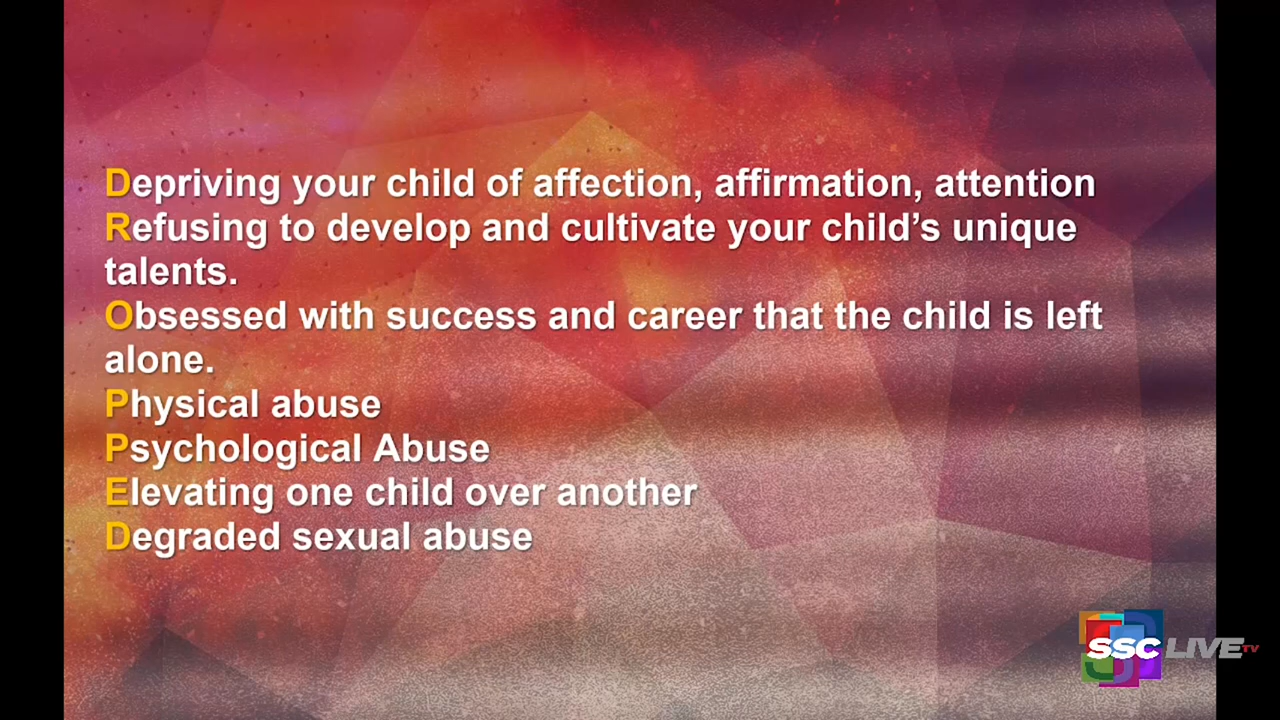 Depriving your child of affection, affirmation, attention
Refusing to develop and cultivate your child’s unique
talents.
Obsessed with success and career that the child is left
alone.
Physical abuse
Psychological Abuse
Elevating one child over another
Degraded sexual abuse
SSC LIVE TV